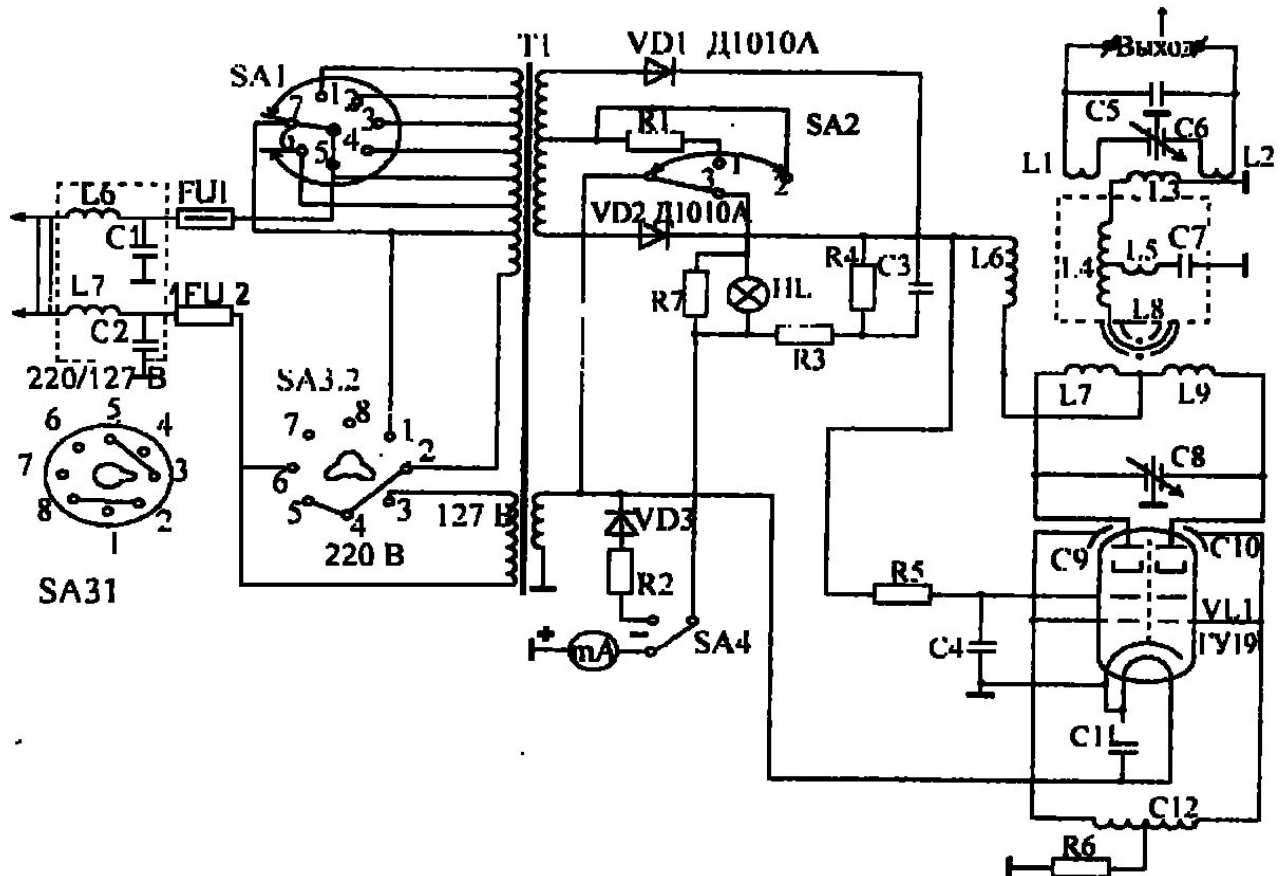 T1
VD1 Д1010А
Выход
SA1
1
2
3
4
5
6
7
R1
SA2
1
2
3
C5
C6
L1
L2
L3
L6
FU1
C1
VD2 Д1010А
R4
C3
L6
L5
C7
L4
L7
FU 2
C2
R7
HL
R3
L8
220/127 В
SA3.2
L7
L9
5
6
4
7
3
8
2
8
7
1
2
6
5
4
3
127 В
220 В
C8
VD3
C9
C10
SA31
R2
R5
VL1
ГУ19
+
-
mA
SA4
C4
C11
C12
R6